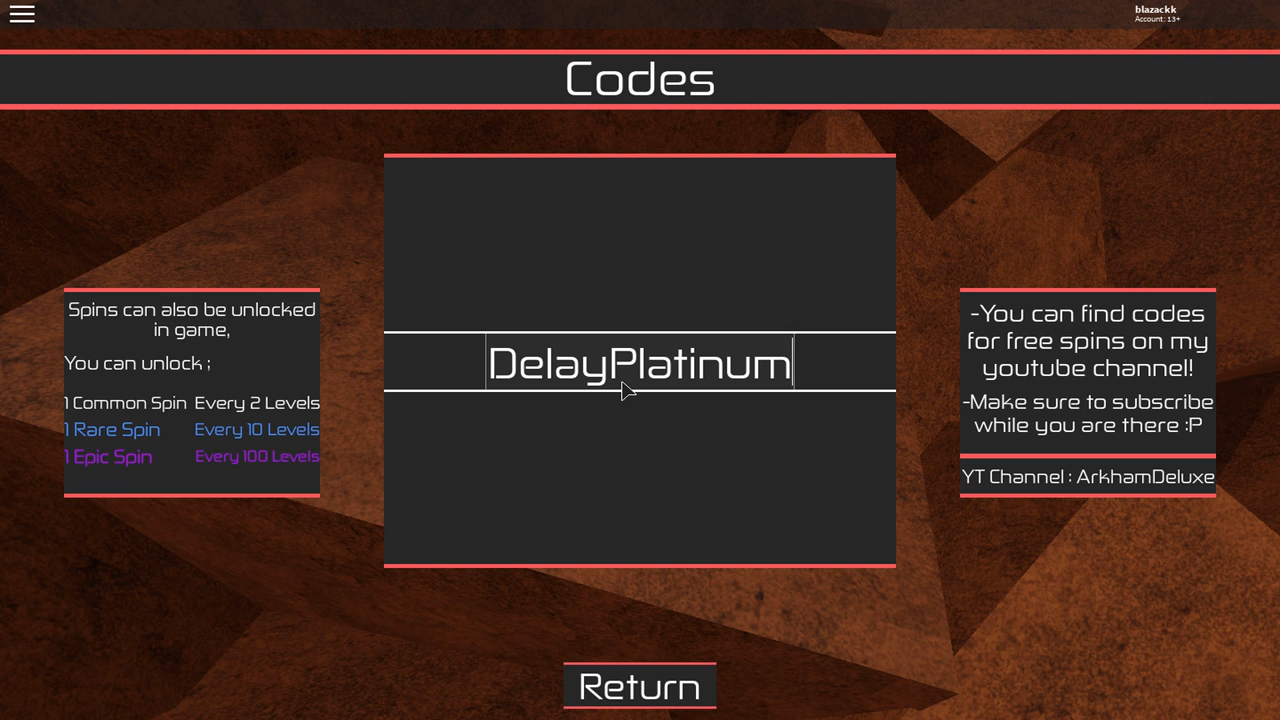 blazackk
Account: 13+
Codes
Spins can also be unlocked
in game,
You can unlock ;
1 Common Spin Every 2 Levels
1 Rare Spin Every 10 Levels
1 Epic Spin Every 100 Levels
DelayPlatinum
-You can find codes
for free spins on my
youtube channel!
-Make sure to subscribe
while you are there :P
YT Channel : ArkhamDeluxe
Return